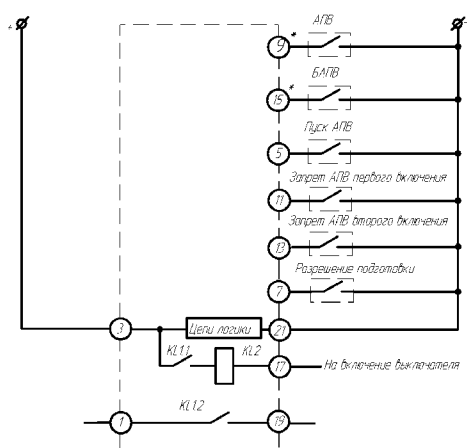 +
-
АПВ
9
*
БАПВ
15
*
Пуск АПВ
5
Запрет АПВ первого включения
11
Запрет АПВ второго включения
13
Разрешение подготовки
7
3
Цепи логики
21
KL1.1
KL2
17
На включение выключателя
1
KL1.2
19